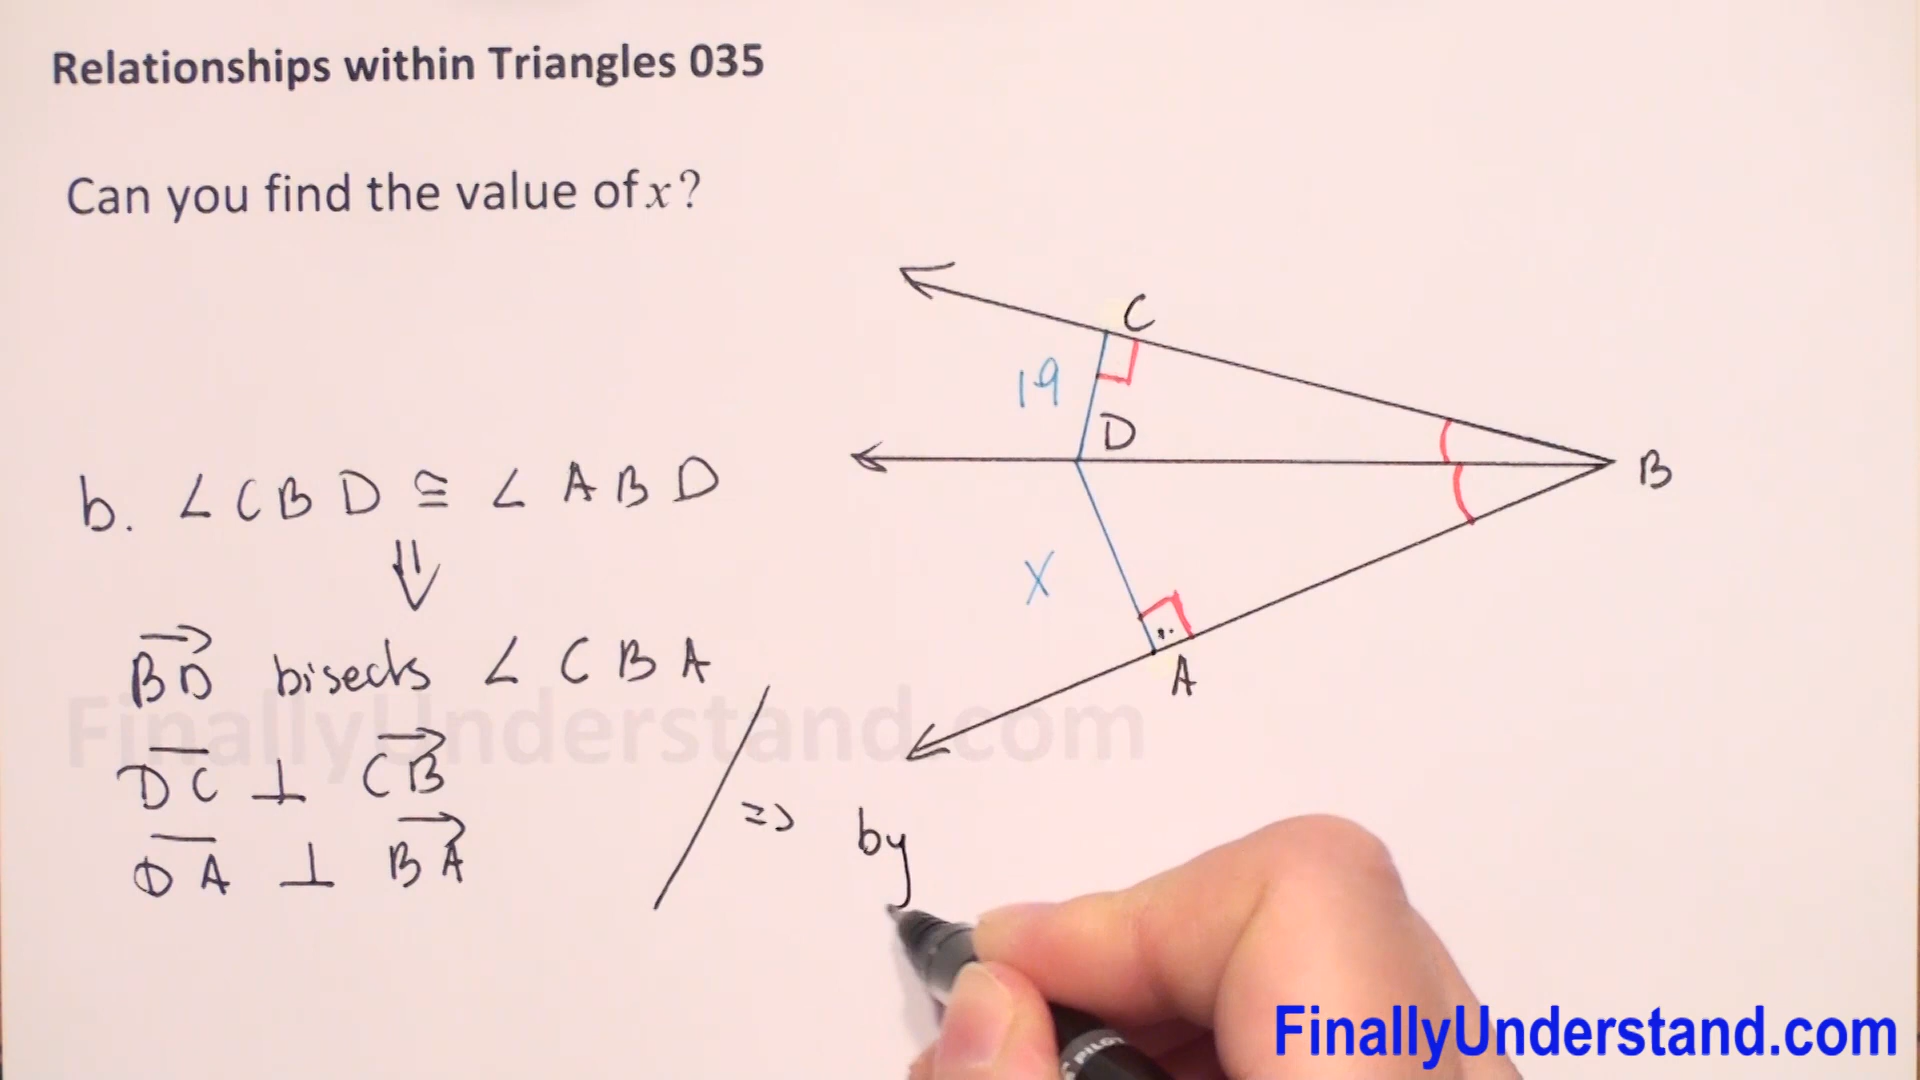 Relationships within Triangles 035
Can you find the value of x?
C
19
D
B
b. ∠CBD ≅ ∠ABD
⇓
X
BD bisects ∠CBA
A
FinallyUnderstand.com
DC ⊥ CB
=> by
DA ⊥ BA
PILOT
FinallyUnderstand.com